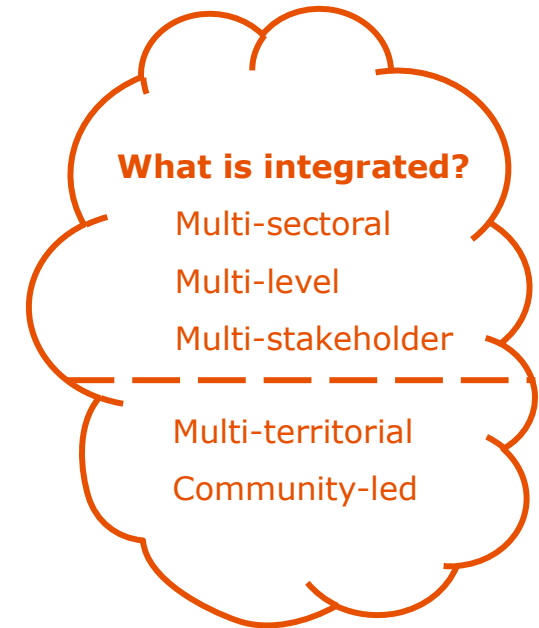 What is integrated?
Multi-sectoral
Multi-level
Multi-stakeholder
Multi-territorial
Community-led